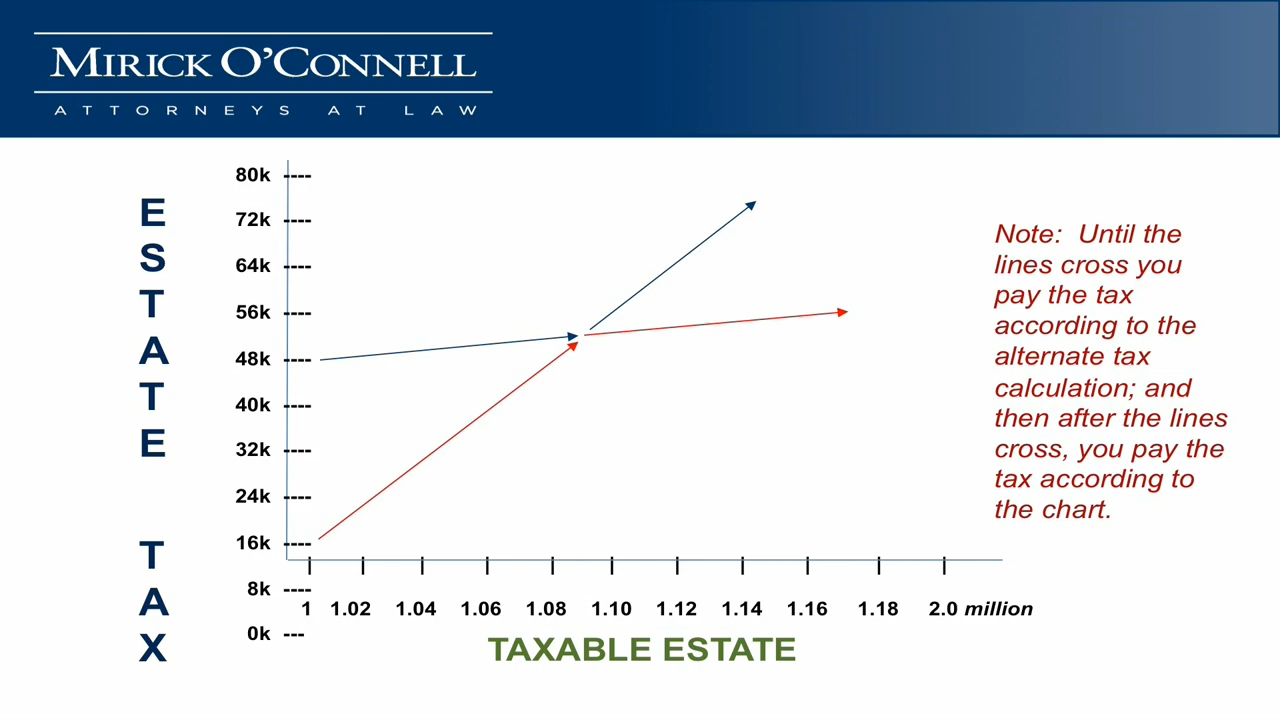 MIRICK O'CONNELL
ATTORNEYS AT LAW
ESTATE TAX
80k ----
72k ----
64k ----
56k ----
48k ----
40k ----
32k ----
24k ----
16k ----
8k ----
0k ---
1 1.02 1.04 1.06 1.08 1.10 1.12 1.14 1.16 1.18 2.0 million
TAXABLE ESTATE
Note: Until the
lines cross you
pay the tax
according to the
alternate tax
calculation; and
then after the lines
cross, you pay the
tax according to
the chart.